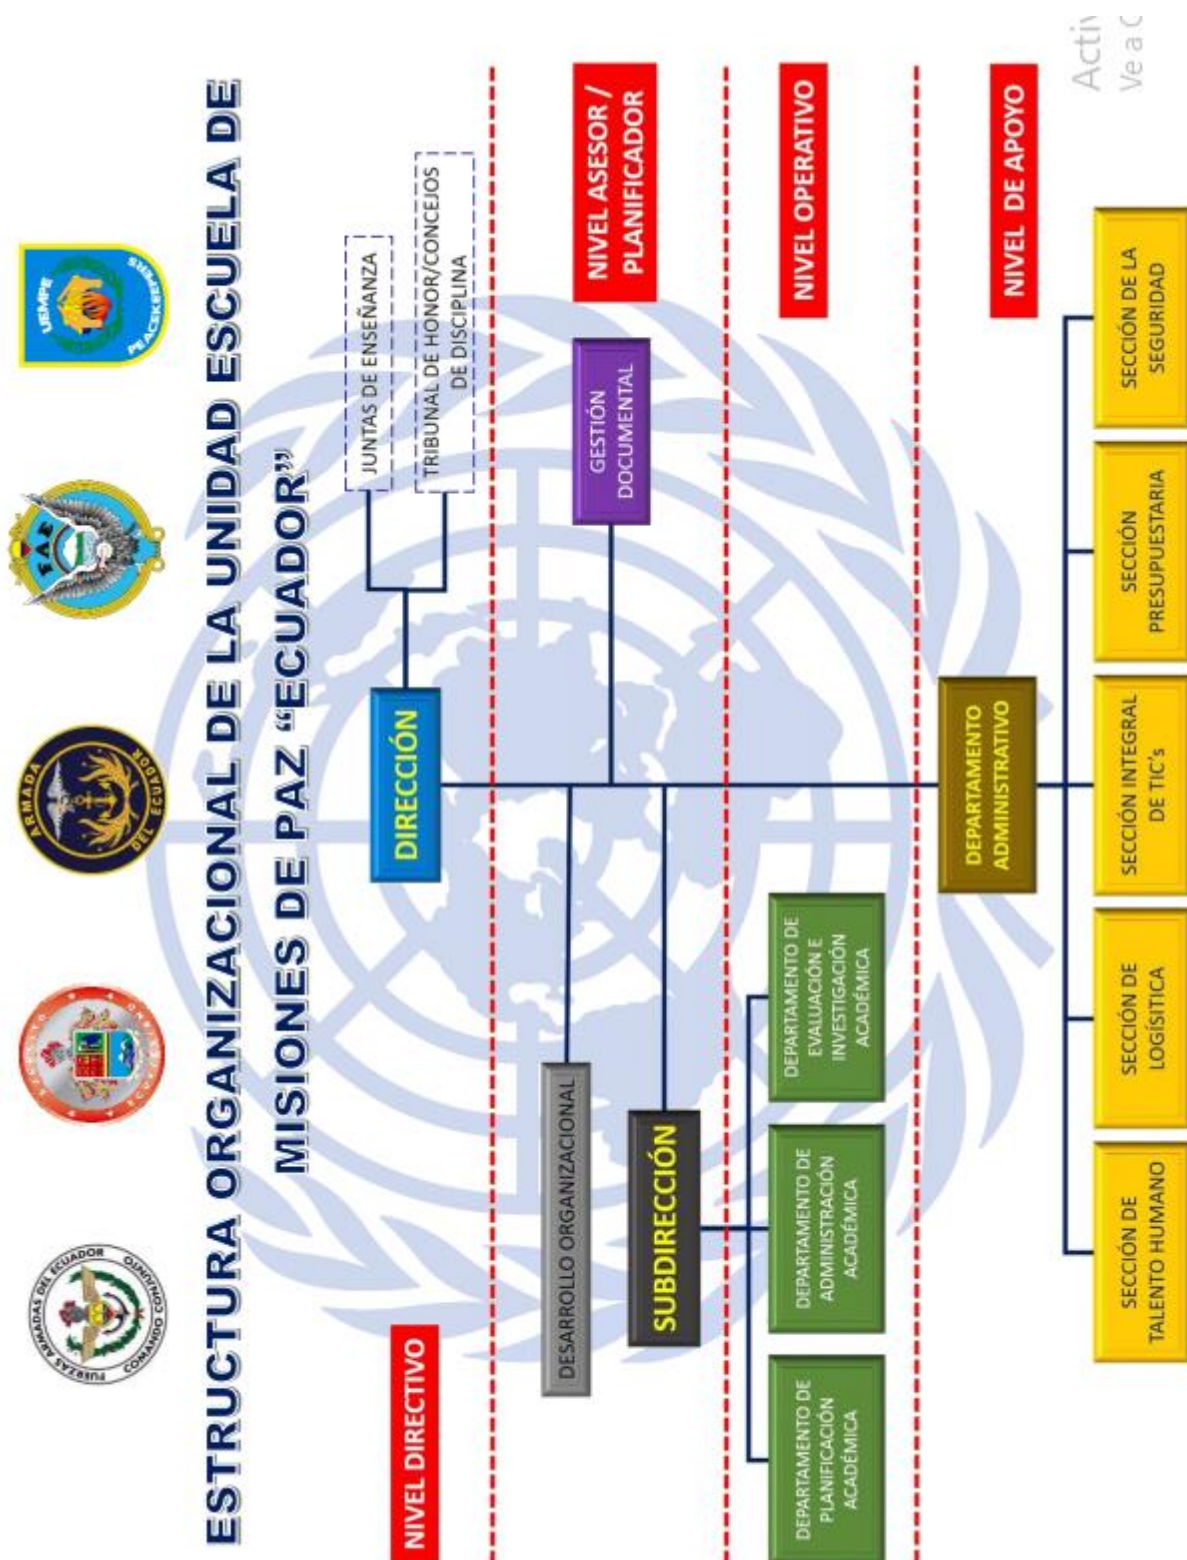 FUERZAS ARMADAS DEL ECUADOR
COMANDO CONJUNTO
ARMADA
DEL ECUADOR
FAE
UEMPE
PEACEKEEPERS
ESTRUCTURA ORGANIZACIONAL DE LA UNIDAD ESCUELA DE
MISIONES DE PAZ “ECUADOR”
NIVEL DIRECTIVO
DIRECCIÓN
JUNTAS DE ENSEÑANZA
TRIBUNAL DE HONOR/CONCEJOS
DE DISCIPLINA
DESARROLLO ORGANIZACIONAL
GESTIÓN
DOCUMENTAL
NIVEL ASESOR /
PLANIFICADOR
SUBDIRECCIÓN
DEPARTAMENTO DE
PLANIFICACIÓN
ACADÉMICA
DEPARTAMENTO DE
ADMINISTRACIÓN
ACADÉMICA
DEPARTAMENTO DE
EVALUACIÓN E
INVESTIGACIÓN
ACADÉMICA
NIVEL OPERATIVO
DEPARTAMENTO
ADMINISTRATIVO
NIVEL DE APOYO
SECCIÓN DE
TALENTO HUMANO
SECCIÓN DE
LOGÍSITICA
SECCIÓN INTEGRAL
DE TIC's
SECCIÓN
PRESUPUESTARIA
SECCIÓN DE LA
SEGURIDAD
Activ
Ve a C